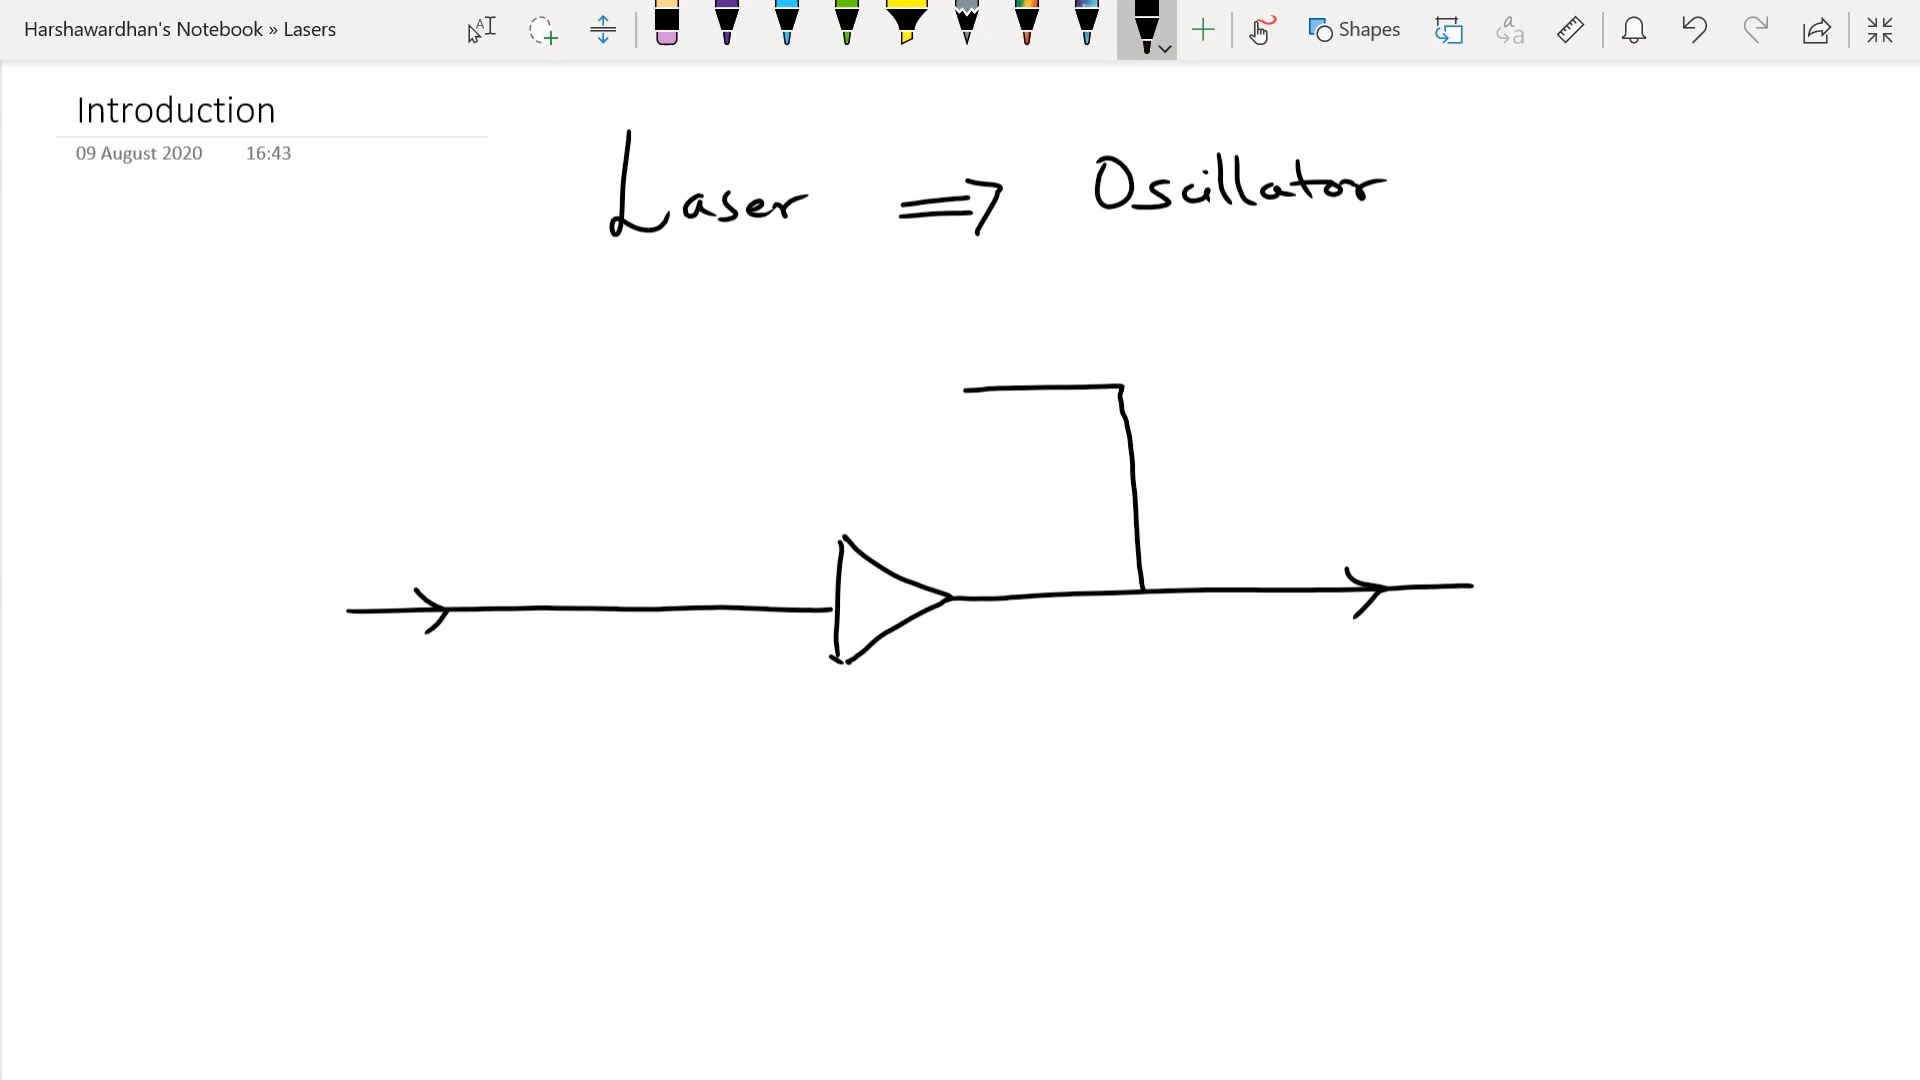 Harshawardhan's Notebook » Lasers
Shapes
Introduction
09 August 2020 16:43
Laser ⇒ Oscillator